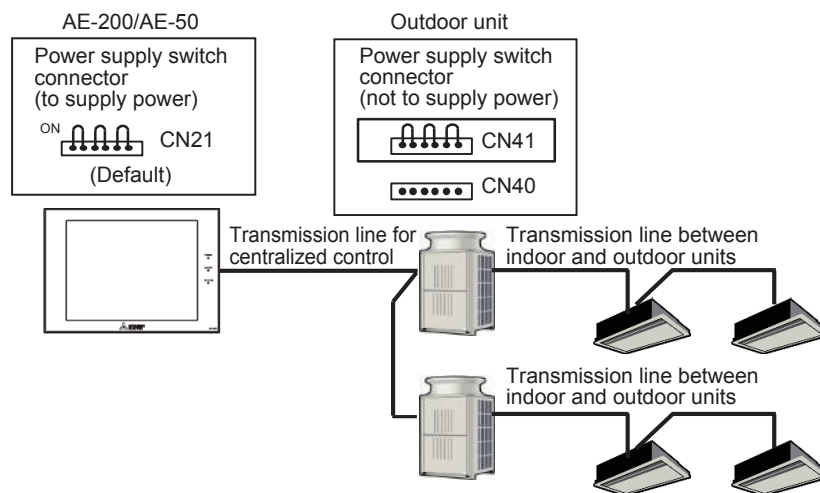 AE-200/AE-50
Power supply switch
connector
(to supply power)
ON
CN21
(Default)
Outdoor unit
Power supply switch
connector
(not to supply power)
CN41
CN40
Transmission line for
centralized control
Transmission line between
indoor and outdoor units
Transmission line between
indoor and outdoor units